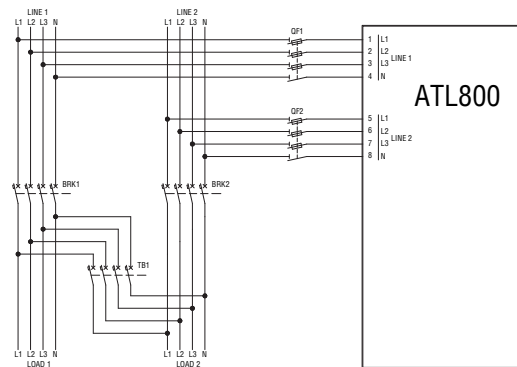 LINE 1
L1 L2 L3 N
LINE 2
L1 L2 L3 N
QF1
1 L1
2 L2
3 L3
4 N
LINE 1
ATL800
QF2
5 L1
6 L2
7 L3
8 N
LINE 2
BRK1
BRK2
TB1
L1 L2 L3 N
LOAD 1
L1 L2 L3 N
LOAD 2